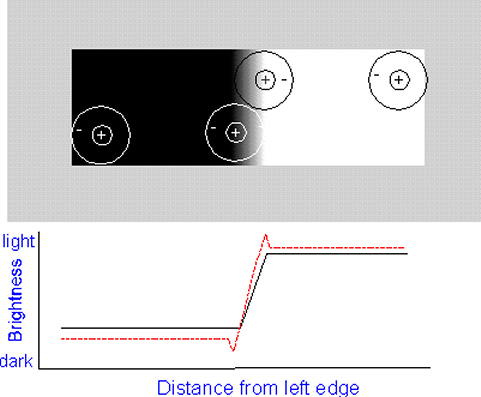 - +
+ -
- +
- +
light
Brightness
dark
Distance from left edge